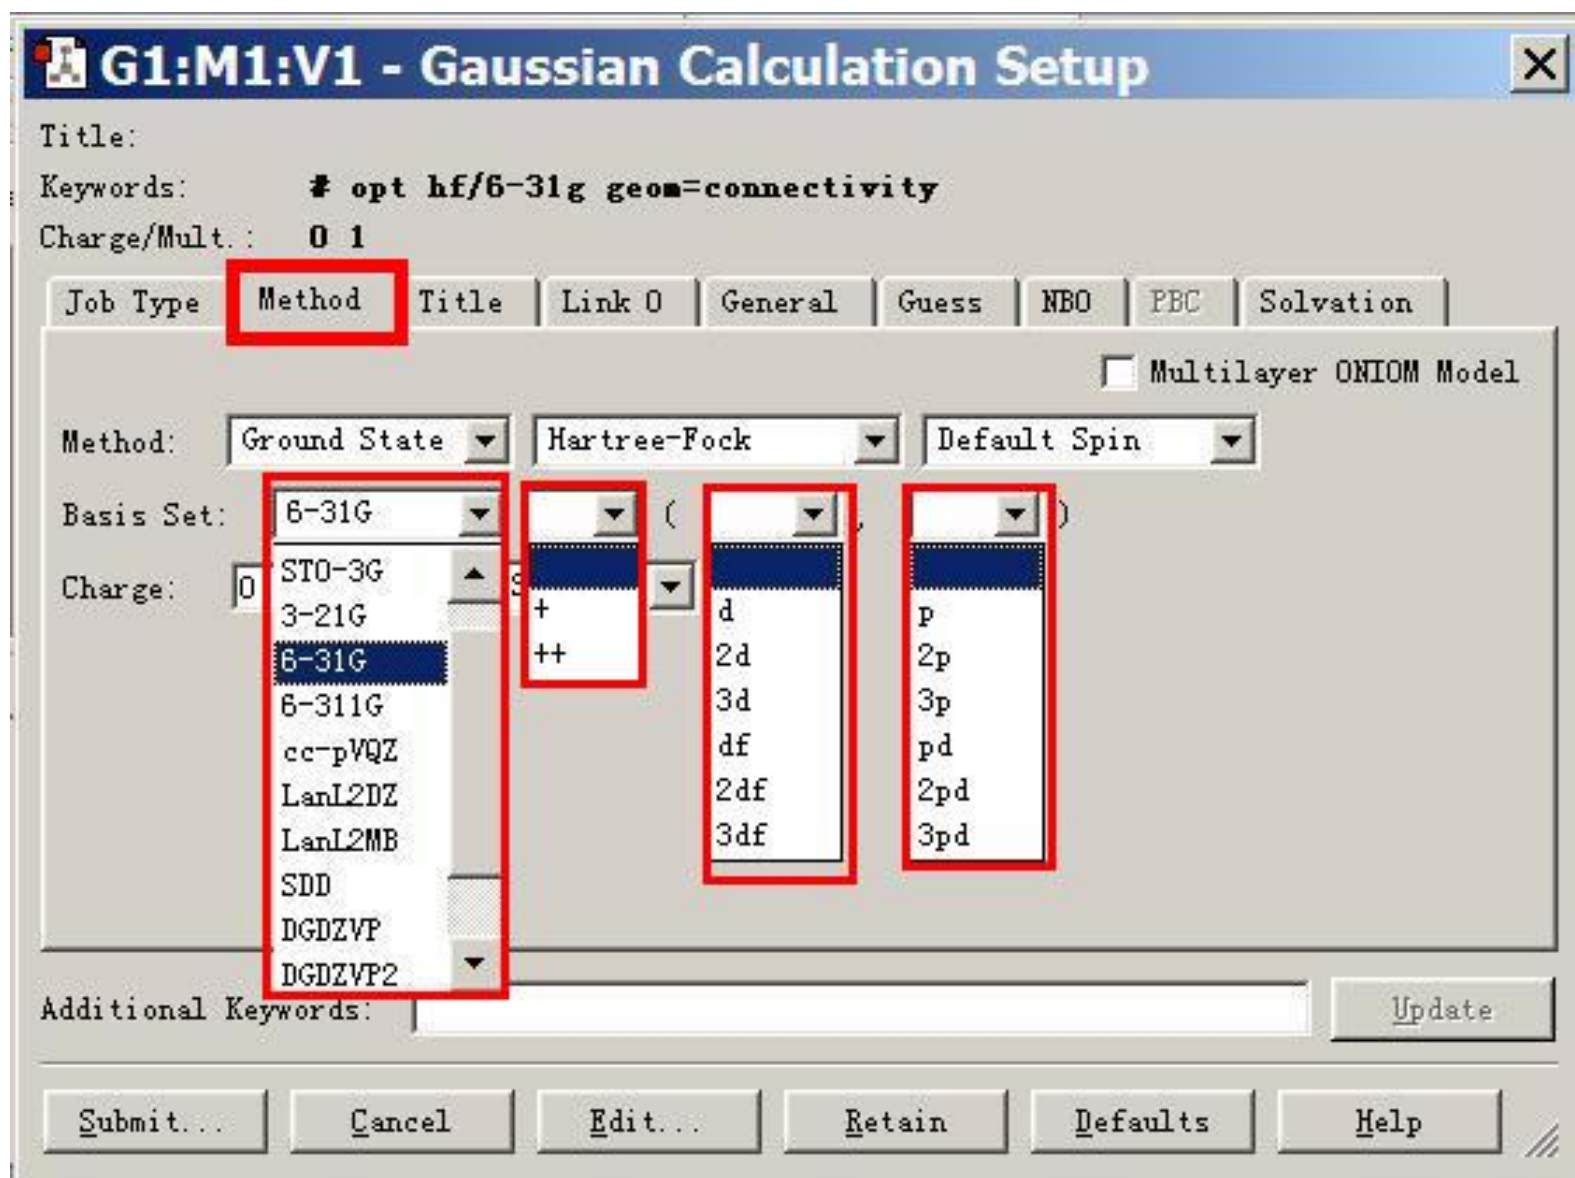 G1:M1:V1 - Gaussian Calculation Setup
Title:
Keywords: # opt hf/6-31g geom=connectivity
Charge/Mult.: 0 1
Job Type Method Title Link 0 General Guess NBO PBC Solvation
Multilayer ONIOM Model
Method: Ground State Hartree-Fock Default Spin
Basis Set: 6-31G ( , )
Charge: 0 S
STO-3G
3-21G
6-31G
6-311G
cc-pVQZ
LanL2DZ
LanL2MB
SDD
DGDZVP
DGDZVP2
+
++
d
2d
3d
df
2df
3df
p
2p
3p
pd
2pd
3pd
Additional Keywords: Update
Submit... Cancel Edit... Retain Defaults Help